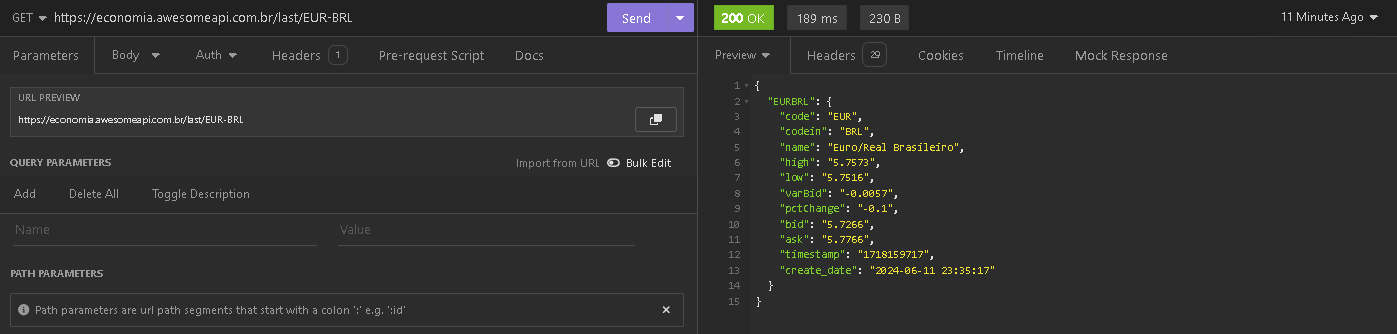 GET https://economia.awesomeapi.com.br/last/EUR-BRL Send
Parameters Body Auth Headers 1 Pre-request Script Docs
URL PREVIEW
https://economia.awesomeapi.com.br/last/EUR-BRL
QUERY PARAMETERS Import from URL Bulk Edit
Add Delete All Toggle Description
Name Value
PATH PARAMETERS
Path parameters are url path segments that start with a colon ':' e.g. ':id'
200 OK 189 ms 230 B 11 Minutes Ago
Preview Headers 29 Cookies Timeline Mock Response
1 {
2 "EURBRL": {
3 "code": "EUR",
4 "codein": "BRL",
5 "name": "Euro/Real Brasileiro",
6 "high": "5.7573",
7 "low": "5.7516",
8 "varBid": "-0.0057",
9 "pctChange": "-0.1",
10 "bid": "5.7266",
11 "ask": "5.7766",
12 "timestamp": "1718159717",
13 "create_date": "2024-06-11 23:35:17"
14 }
15 }